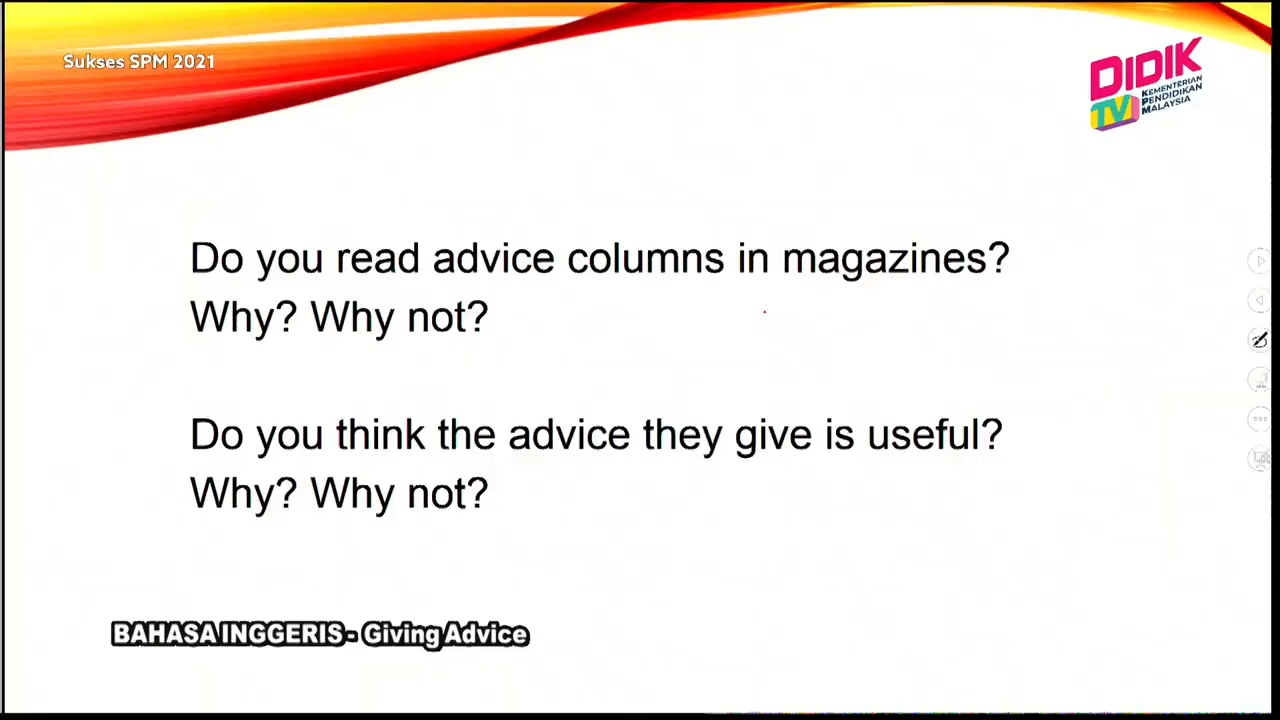 Sukses SPM 2021
DIDIK
TV
KEMENTERIAN
PENDIDIKAN
MALAYSIA
Do you read advice columns in magazines?
Why? Why not?
Do you think the advice they give is useful?
Why? Why not?
BAHASA INGGERIS - Giving Advice